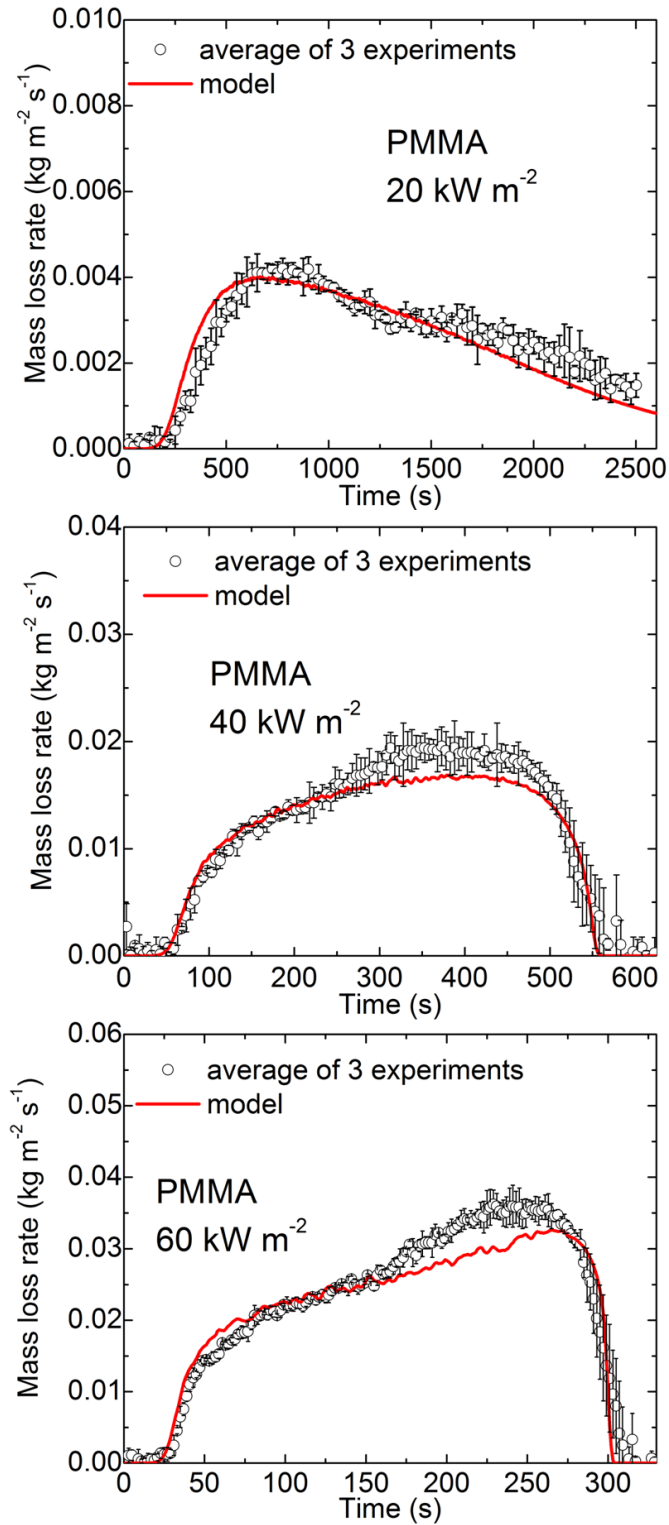 0.010
average of 3 experiments
model
0.008
PMMA
20 kW m⁻²
0.006
0.004
0.002
0.000
Mass loss rate (kg m⁻² s⁻¹)
0 500 1000 1500 2000 2500
Time (s)
0.04
average of 3 experiments
model
0.03
PMMA
40 kW m⁻²
0.02
0.01
0.00
Mass loss rate (kg m⁻² s⁻¹)
0 100 200 300 400 500 600
Time (s)
0.06
average of 3 experiments
0.05
model
0.04
PMMA
60 kW m⁻²
0.03
0.02
0.01
0.00
Mass loss rate (kg m⁻² s⁻¹)
0 50 100 150 200 250 300
Time (s)